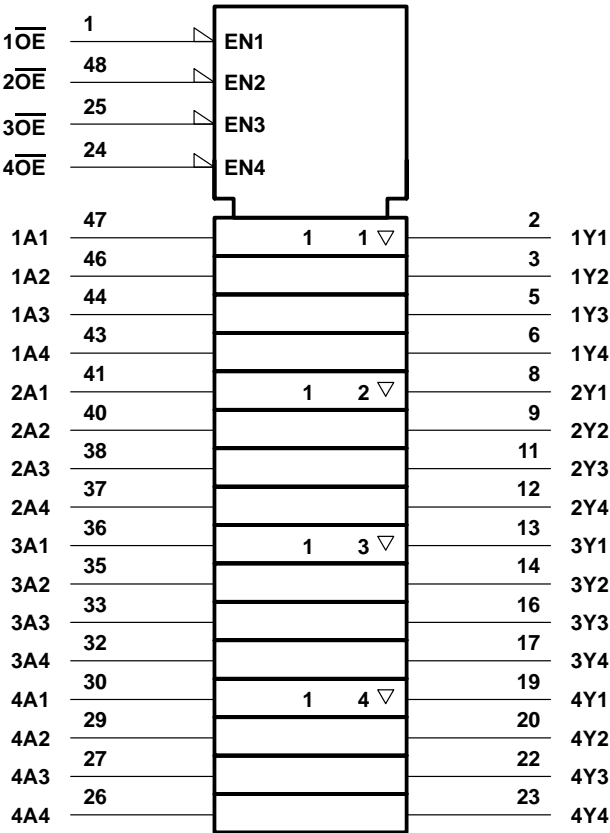 1O̅E̅ 1 EN1
2O̅E̅ 48 EN2
3O̅E̅ 25 EN3
4O̅E̅ 24 EN4
1A1 47 1 1 ▽ 2 1Y1
1A2 46 3 1Y2
1A3 44 5 1Y3
1A4 43 6 1Y4
2A1 41 1 2 ▽ 8 2Y1
2A2 40 9 2Y2
2A3 38 11 2Y3
2A4 37 12 2Y4
3A1 36 1 3 ▽ 13 3Y1
3A2 35 14 3Y2
3A3 33 16 3Y3
3A4 32 17 3Y4
4A1 30 1 4 ▽ 19 4Y1
4A2 29 20 4Y2
4A3 27 22 4Y3
4A4 26 23 4Y4